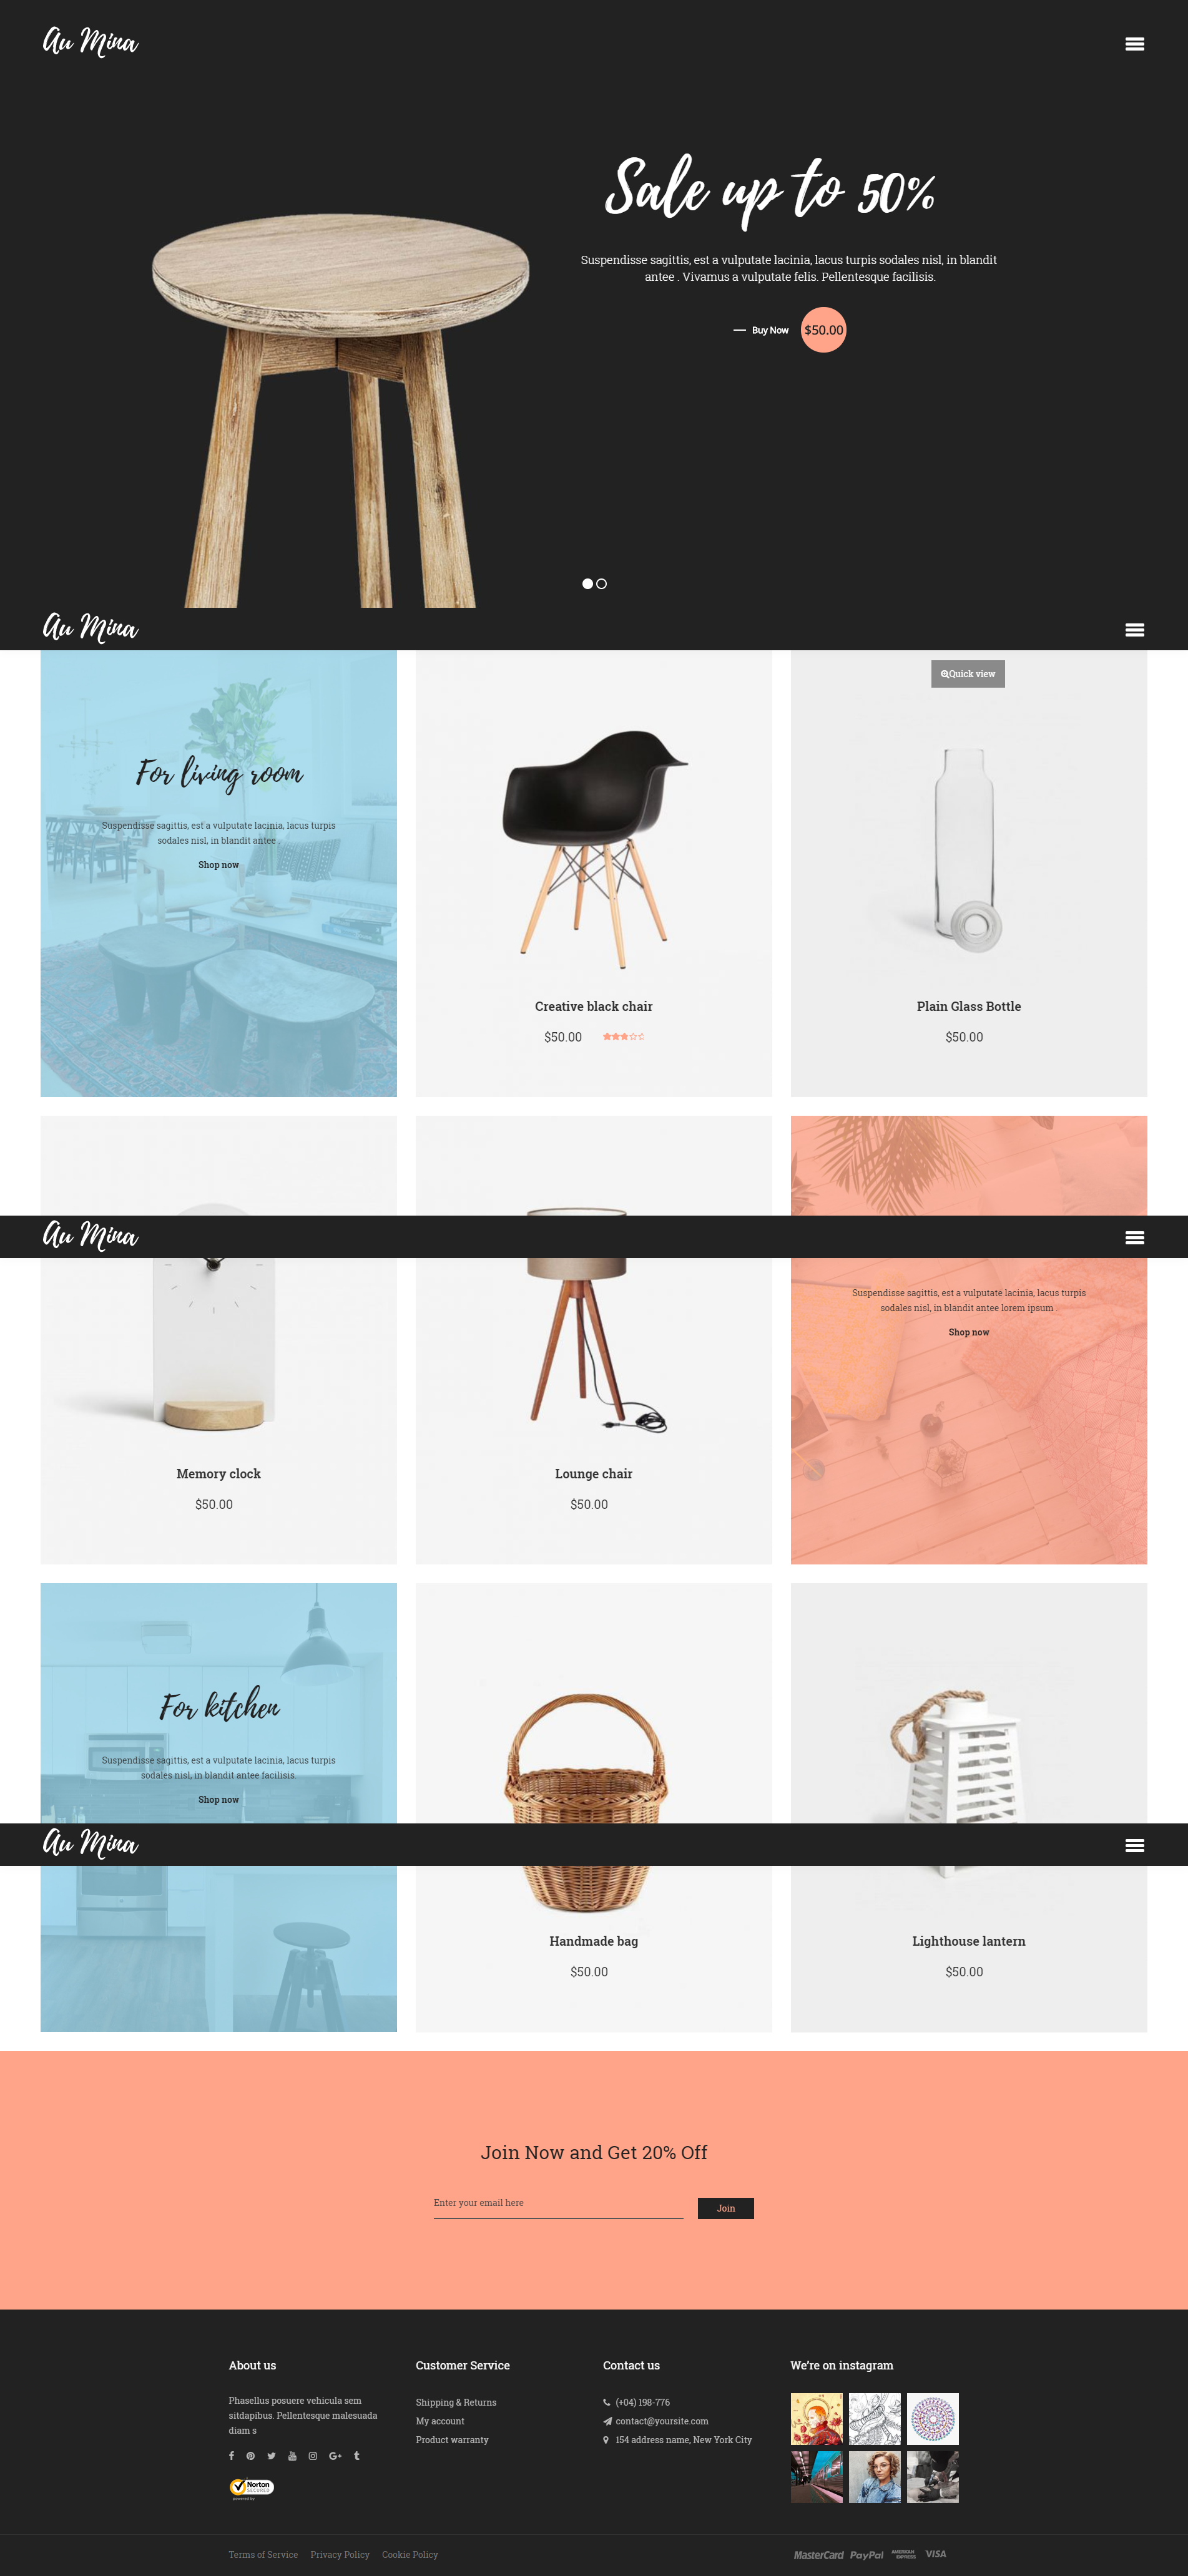 Au Mina
Sale up to 50%
Suspendisse sagittis, est a vulputate lacinia, lacus turpis sodales nisl, in blandit
antee . Vivamus a vulputate felis. Pellentesque facilisis.
Buy Now $50.00
Au Mina
Quick view
For living room
Suspendisse sagittis, est a vulputate lacinia, lacus turpis
sodales nisl, in blandit antee .
Shop now
Creative black chair
$50.00
Plain Glass Bottle
$50.00
Au Mina
Suspendisse sagittis, est a vulputate lacinia, lacus turpis
sodales nisl, in blandit antee lorem ipsum .
Shop now
Memory clock
$50.00
Lounge chair
$50.00
For kitchen
Suspendisse sagittis, est a vulputate lacinia, lacus turpis
sodales nisl, in blandit antee facilisis.
Shop now
Au Mina
Handmade bag
$50.00
Lighthouse lantern
$50.00
Join Now and Get 20% Off
Enter your email here
Join
About us
Phasellus posuere vehicula sem
sitdapibus. Pellentesque malesuada
diam s
Norton
SECURED
powered by
Customer Service
Shipping & Returns
My account
Product warranty
Contact us
(+04) 198-776
contact@yoursite.com
154 address name, New York City
We're on instagram
Terms of Service Privacy Policy Cookie Policy
MasterCard PayPal AMERICAN EXPRESS VISA